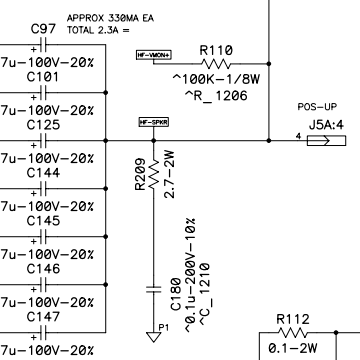 APPROX 330MA EA
TOTAL 2.3A =
C97
7u-100V-20%
C101
7u-100V-20%
C125
7u-100V-20%
C144
7u-100V-20%
C145
7u-100V-20%
C146
7u-100V-20%
C147
7u-100V-20%
HF-VMON+
R110
^100K-1/8W
^R_1206
HF-SPKR
POS-UP
4
J5A:4
R209
2.7-2W
C180
^0.1u-200V-10%
^C_1210
P1
R112
0.1-2W